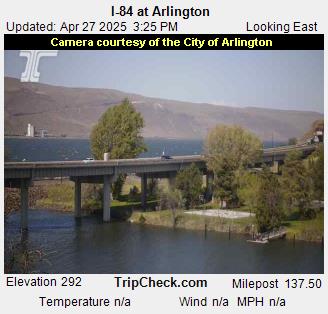 I-84 at Arlington
Updated: Apr 27 2025 3:25 PM Looking East
Camera courtesy of the City of Arlington
Elevation 292 TripCheck.com Milepost 137.50
Temperature n/a Wind n/a MPH n/a